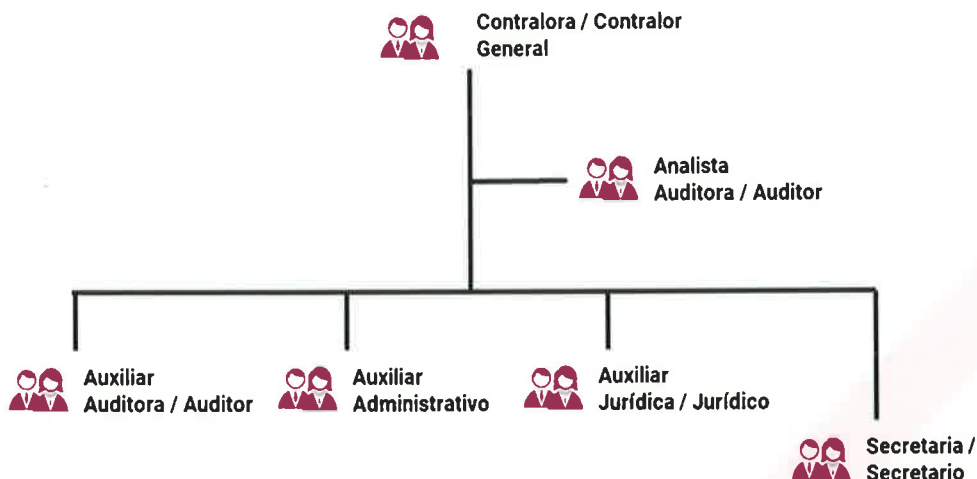 Contralora / Contralor
General
Analista
Auditora / Auditor
Auxiliar
Auditora / Auditor
Auxiliar
Administrativo
Auxiliar
Jurídica / Jurídico
Secretaria /
Secretario